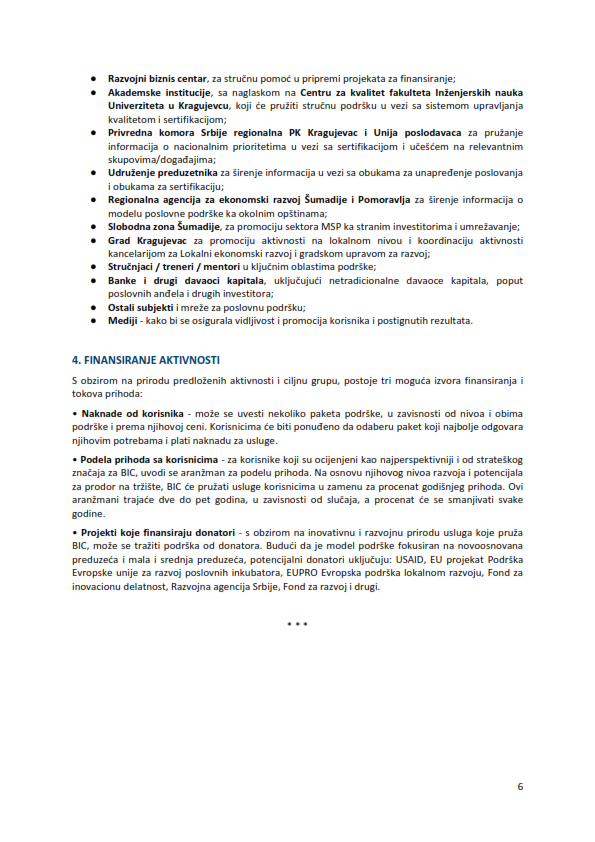 ● Razvojni biznis centar, za stručnu pomoć u pripremi projekata za finansiranje;
● Akademske institucije, sa naglaskom na Centru za kvalitet fakulteta Inženjerskih nauka
Univerziteta u Kragujevcu, koji će pružiti stručnu podršku u vezi sa sistemom upravljanja
kvalitetom i sertifikacijom;
● Privredna komora Srbije regionalna PK Kragujevac i Unija poslodavaca za pružanje
informacija o nacionalnim prioritetima u vezi sa sertifikacijom i učešćem na relevantnim
skupovima/događajima;
● Udruženje preduzetnika za širenje informacija u vezi sa obukama za unapređenje poslovanja
i obukama za sertifikaciju;
● Regionalna agencija za ekonomski razvoj Šumadije i Pomoravlja za širenje informacija o
modelu poslovne podrške ka okolnim opštinama;
● Slobodna zona Šumadije, za promociju sektora MSP ka stranim investitorima i umrežavanje;
● Grad Kragujevac za promociju aktivnosti na lokalnom nivou i koordinaciju aktivnosti
kancelarijom za Lokalni ekonomski razvoj i gradskom upravom za razvoj;
● Stručnjaci / treneri / mentori u ključnim oblastima podrške;
● Banke i drugi davaoci kapitala, uključujući netradicionalne davaoce kapital, poput
poslovnih anđela i drugih investitora;
● Ostali subjekti i mreže za poslovnu podršku;
● Mediji - kako bi se osigurala vidljivost i promocija korisnika i postignutih rezultata.
4. FINANSIRANJE AKTIVNOSTI
S obzirom na prirodu predloženih aktivnosti i ciljnu grupu, postoje tri moguća izvora finansiranja i
tokova prihoda:
• Naknade od korisnika - može se uvesti nekoliko paketa podrške, u zavisnosti od nivoa i obima
podrške i prema njihovoj ceni. Korisnicima će biti ponuđeno da odaberu paket koji najbolje odgovara
njihovim potrebama i plati naknadu za usluge.
• Podela prihoda sa korisnicima - za korisnike koji su ocijenjeni kao najperspektivniji i od strateškog
značaja za BIC, uvodi se aranžman za podelu prihoda. Na osnovu njihovog nivoa razvoja i potencijala
za prodor na tržište, BIC će pružati usluge korisnicima u zamenu za procenat godišnjeg prihoda. Ovi
aranžmani trajaće dve do pet godina, u zavisnosti od slučaja, a procenat će se smanjivati svake
godine.
• Projekti koje finansiraju donatori - s obzirom na inovativnu i razvojnu prirodu usluga koje pruža
BIC, može se tražiti podrška od donatora. Budući da je model podrške fokusiran na novoosnovana
preduzeća i mala i srednja preduzeća, potencijalni donatori uključuju: USAID, EU projekat Podrška
Evropske unije za razvoj poslovnih inkubatora, EUPRO Evropska podrška lokalnom razvoju, Fond za
inovacionu delatnost, Razvojna agencija Srbije, Fond za razvoj i drugi.
* * *
6